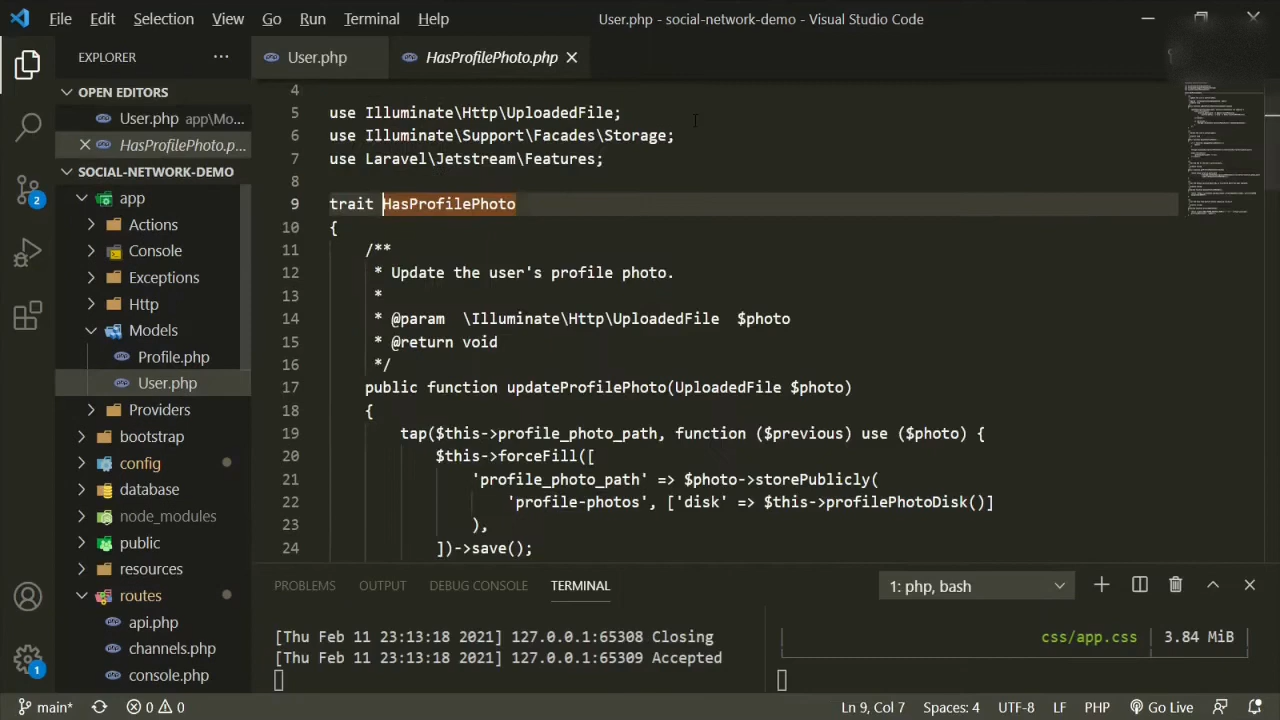 File Edit Selection View Go Run Terminal Help User.php - social-network-demo - Visual Studio Code
EXPLORER
OPEN EDITORS
User.php app\Mo...
HasProfilePhoto.p...
SOCIAL-NETWORK-DEMO
app
Actions
Console
Exceptions
Http
Models
Profile.php
User.php
Providers
bootstrap
config
database
node_modules
public
resources
routes
api.php
channels.php
console.php
2
1
User.php HasProfilePhoto.php
4
5 use Illuminate\Http\UploadedFile;
6 use Illuminate\Support\Facades\Storage;
7 use Laravel\Jetstream\Features;
8
9 trait HasProfilePhoto
10 {
11 /**
12 * Update the user's profile photo.
13 *
14 * @param  \Illuminate\Http\UploadedFile  $photo
15 * @return void
16 */
17 public function updateProfilePhoto(UploadedFile $photo)
18 {
19 tap($this->profile_photo_path, function ($previous) use ($photo) {
20 $this->forceFill([
21 'profile_photo_path' => $photo->storePublicly(
22 'profile-photos', ['disk' => $this->profilePhotoDisk()]
23 ),
24 ])->save();
PROBLEMS OUTPUT DEBUG CONSOLE TERMINAL 1: php, bash
[Thu Feb 11 23:13:18 2021] 127.0.0.1:65308 Closing
[Thu Feb 11 23:13:18 2021] 127.0.0.1:65309 Accepted
css/app.css 3.84 MiB
main* 0 0 Ln 9, Col 7 Spaces: 4 UTF-8 LF PHP Go Live